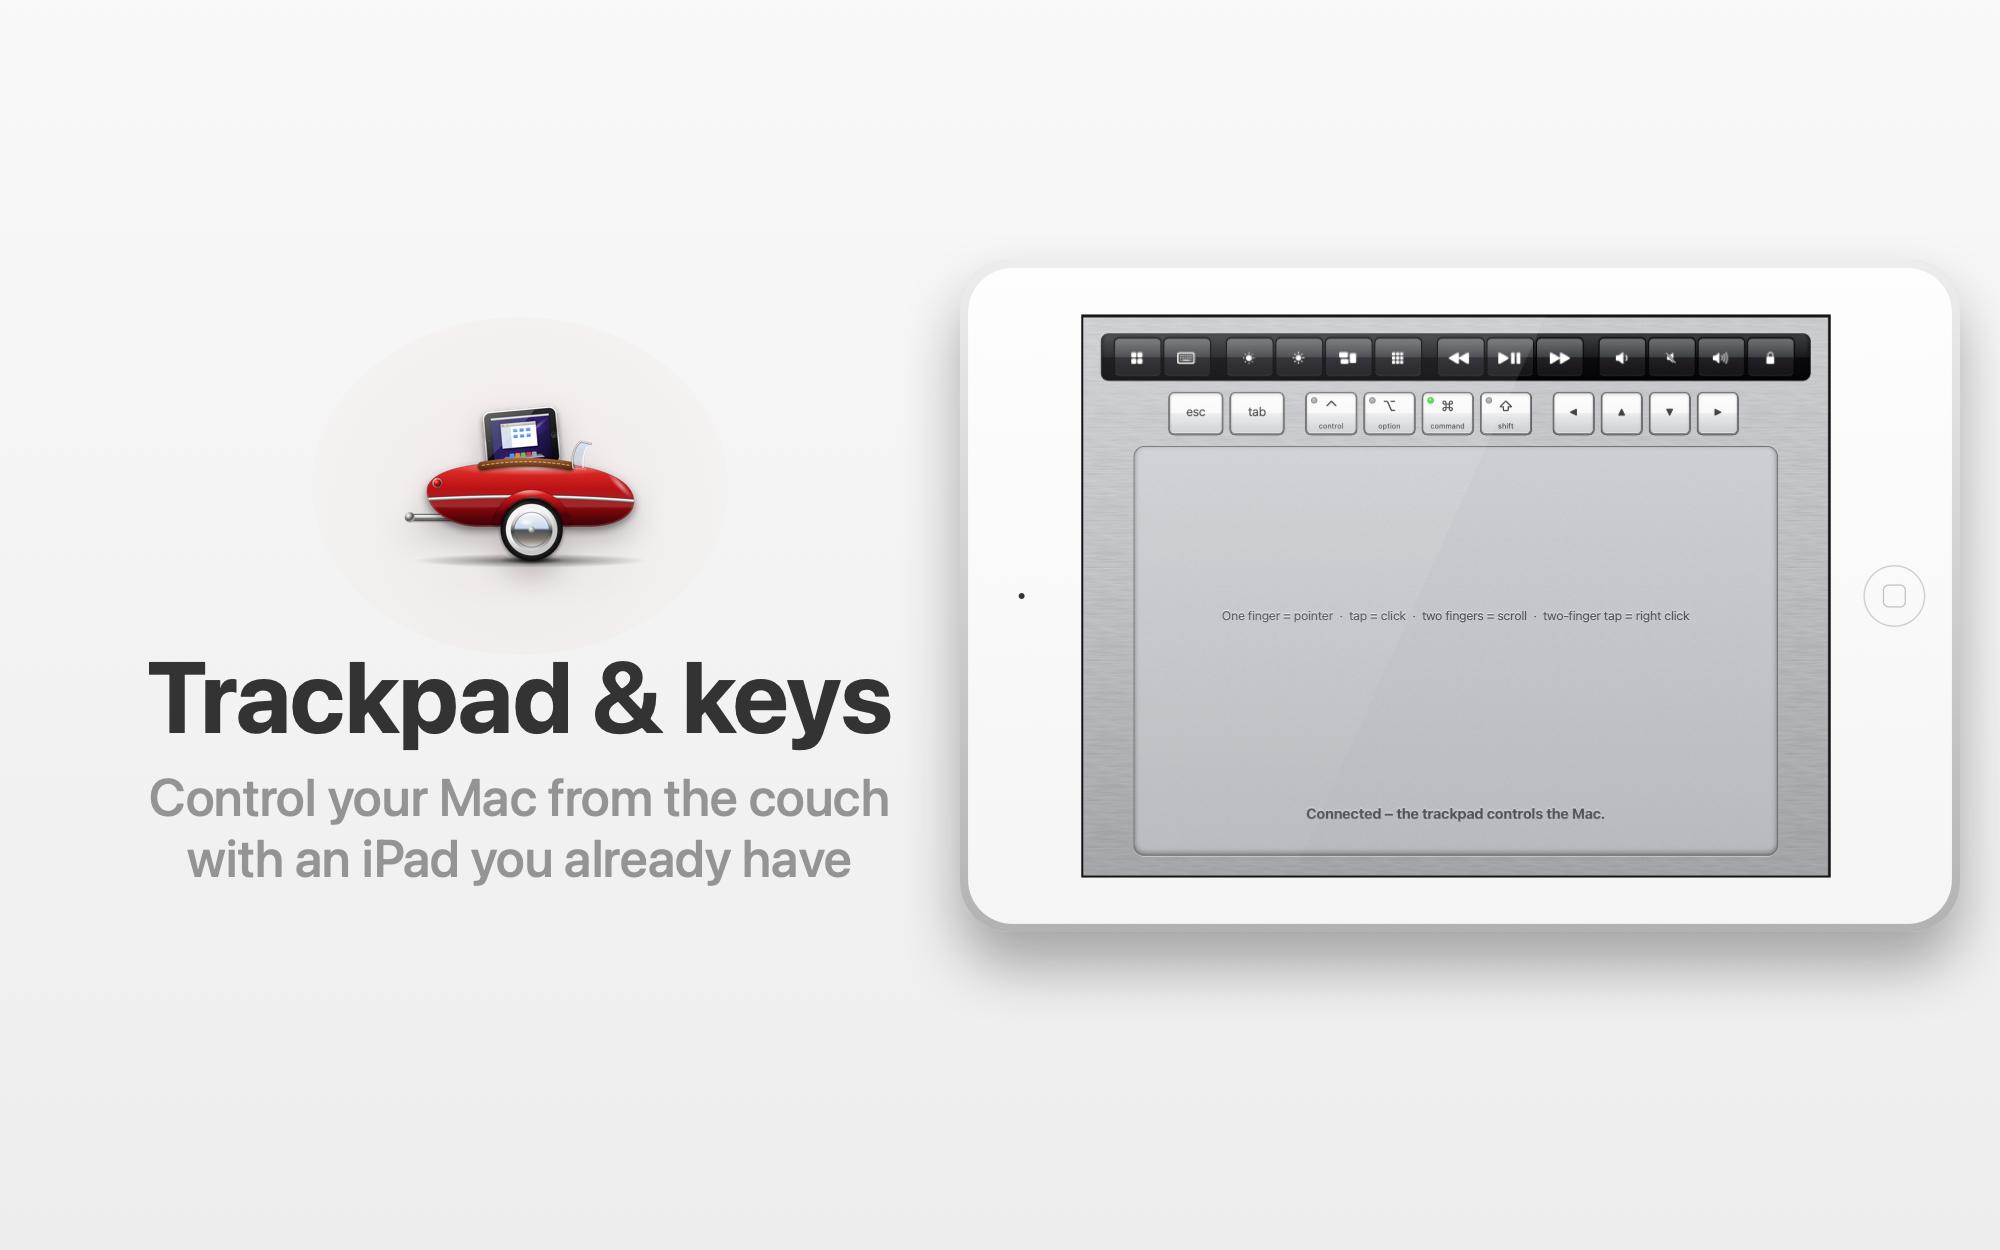 Trackpad & keys
Control your Mac from the couch
with an iPad you already have
esc tab control option command shift
One finger = pointer · tap = click · two fingers = scroll · two-finger tap = right click
Connected – the trackpad controls the Mac.